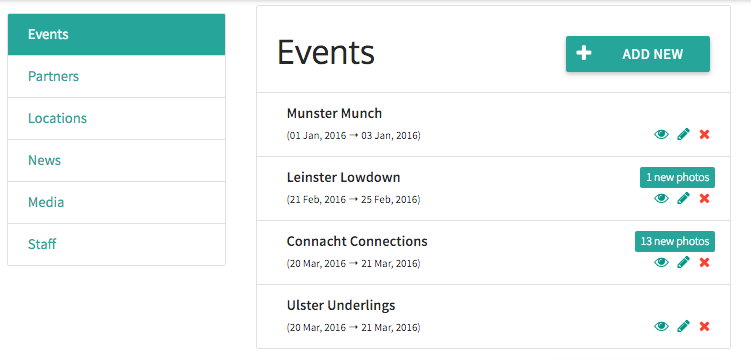 Events
Partners
Locations
News
Media
Staff
Events
ADD NEW
Munster Munch
(01 Jan, 2016 ➝ 03 Jan, 2016)
Leinster Lowdown
1 new photos
(21 Feb, 2016 ➝ 25 Feb, 2016)
Connacht Connections
13 new photos
(20 Mar, 2016 ➝ 21 Mar, 2016)
Ulster Underlings
(20 Mar, 2016 ➝ 21 Mar, 2016)